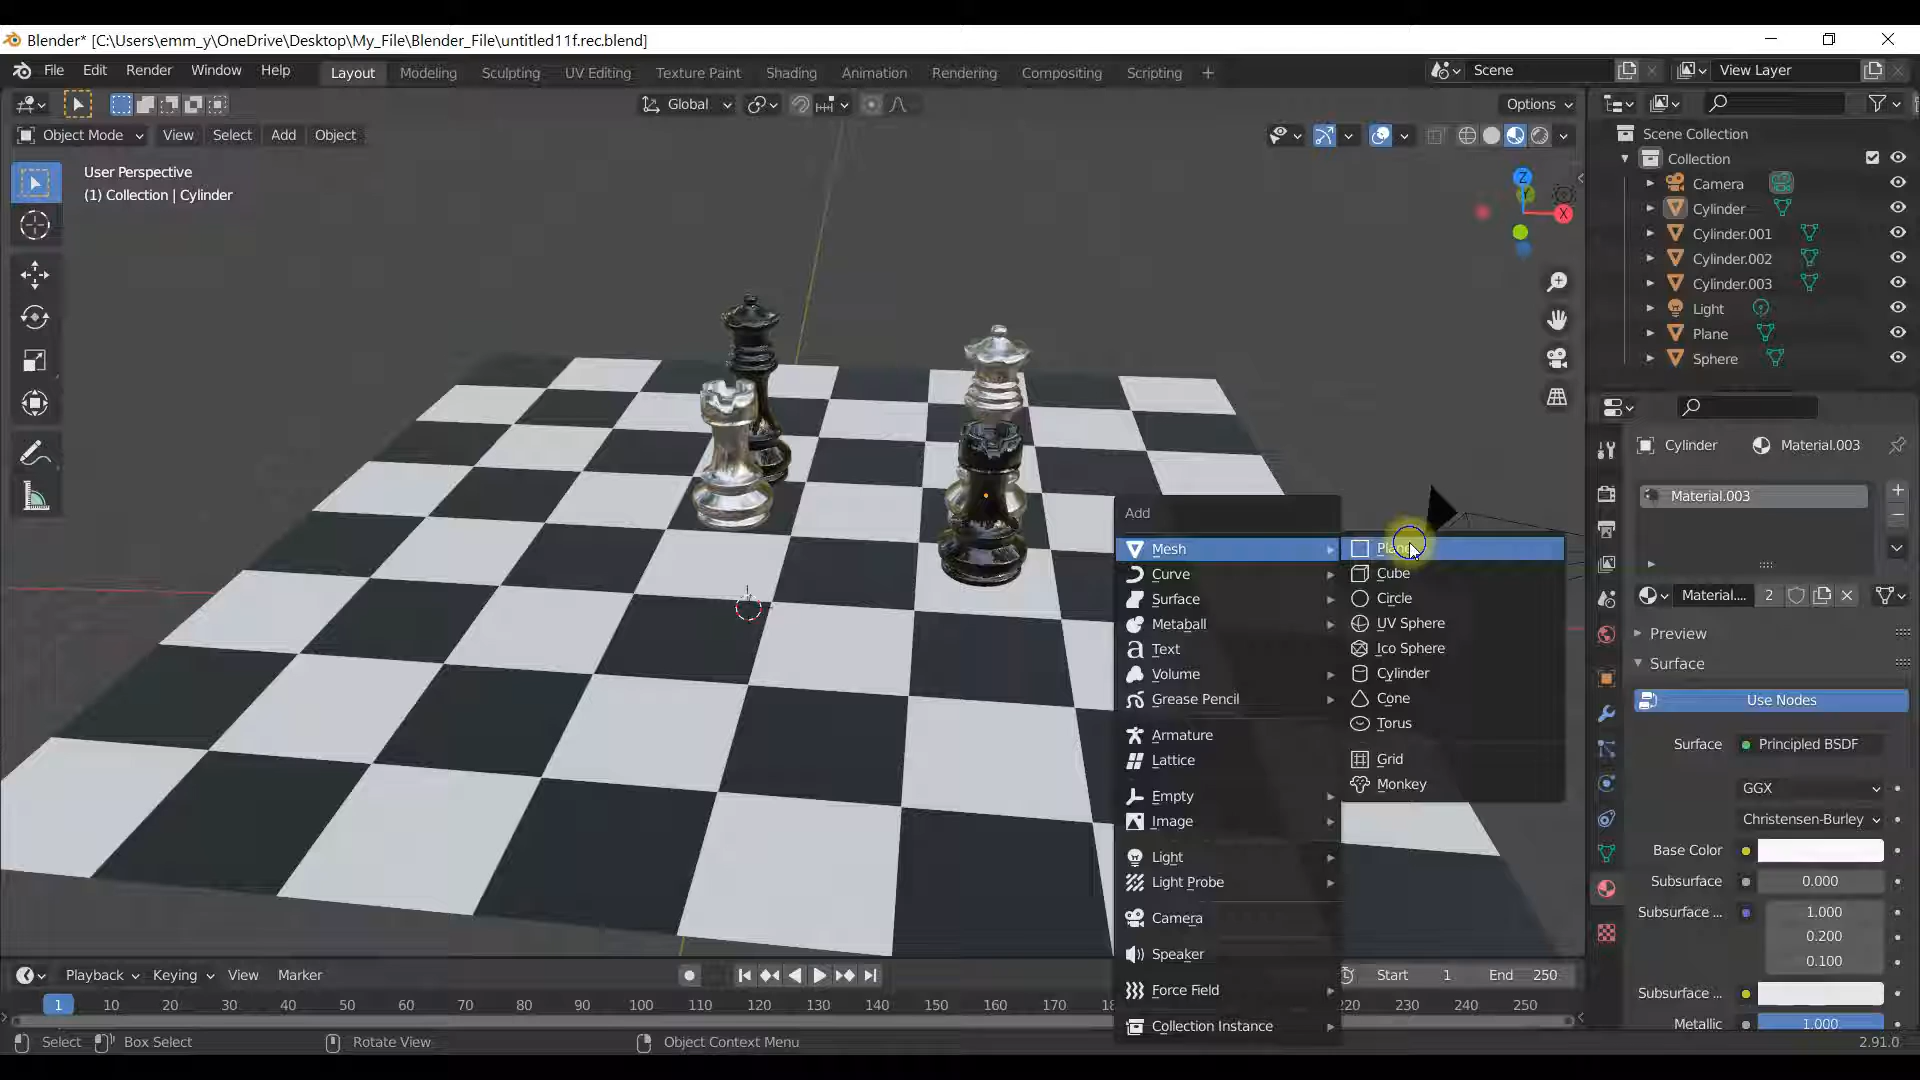 Blender* [C:\Users\emm_y\OneDrive\Desktop\My_File\Blender_File\untitled11f.rec.blend]
File Edit Render Window Help Layout Modeling Sculpting UV Editing Texture Paint Shading Animation Rendering Compositing Scripting + Scene View Layer
Global Options
Object Mode View Select Add Object
User Perspective
(1) Collection | Cylinder
Z
Y
X
Scene Collection
Collection
Camera
Cylinder
Cylinder.001
Cylinder.002
Cylinder.003
Light
Plane
Sphere
Add
Mesh
Curve
Surface
Metaball
Text
Volume
Grease Pencil
Armature
Lattice
Empty
Image
Light
Light Probe
Camera
Speaker
Force Field
Collection Instance
Plane
Cube
Circle
UV Sphere
Ico Sphere
Cylinder
Cone
Torus
Grid
Monkey
Cylinder Material.003
Material.003
Material.... 2
Preview
Surface
Use Nodes
Surface Principled BSDF
GGX
Christensen-Burley
Base Color
Subsurface 0.000
Subsurface ... 1.000
0.200
0.100
Subsurface ...
Metallic 1.000
Playback Keying View Marker Start 1 End 250
1 10 20 30 40 50 60 70 80 90 100 110 120 130 140 150 160 170 220 230 240 250
Select Box Select Rotate View Object Context Menu 2.91.0